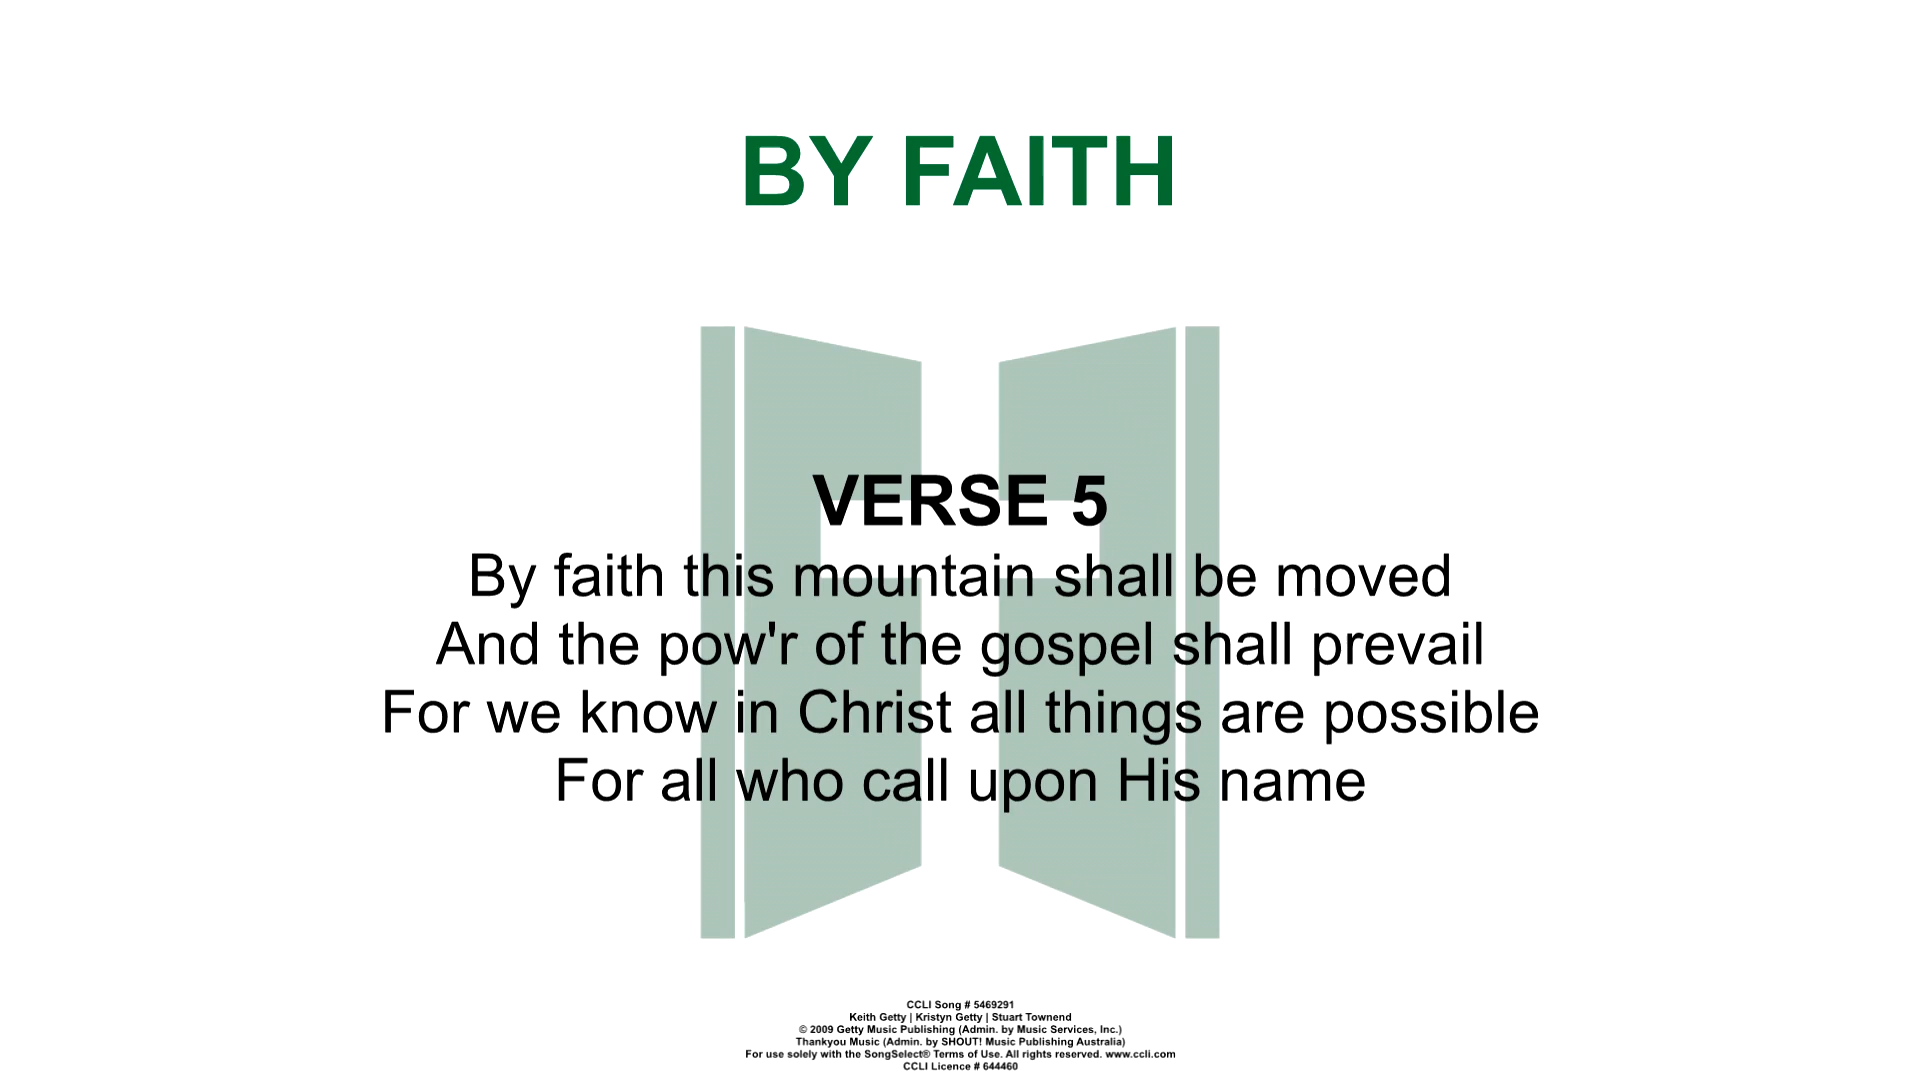 BY FAITH
VERSE 5
By faith this mountain shall be moved
And the pow'r of the gospel shall prevail
For we know in Christ all things are possible
For all who call upon His name
CCLI Song # 5469291
Keith Getty | Kristyn Getty | Stuart Townend
© 2009 Getty Music Publishing (Admin. by Music Services, Inc.)
Thankyou Music (Admin. by SHOUT! Music Publishing Australia)
For use solely with the SongSelect® Terms of Use. All rights reserved. www.ccli.com
CCLI Licence # 644460